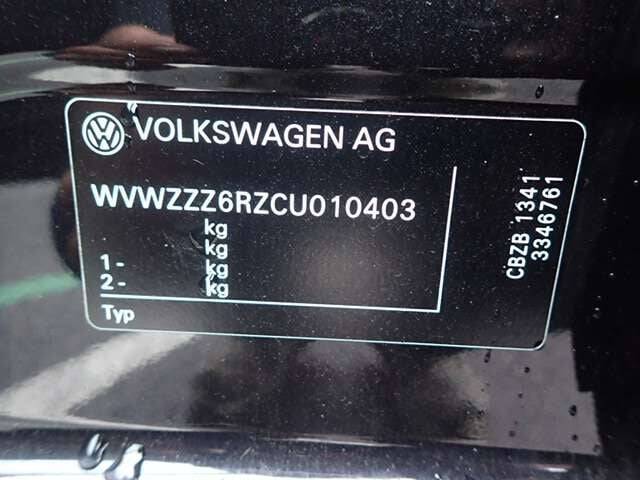 VOLKSWAGEN AG
WVWZZZ6RZCU010403
kg
kg
1- kg
2- kg
Typ
CBZB 1341
3346761